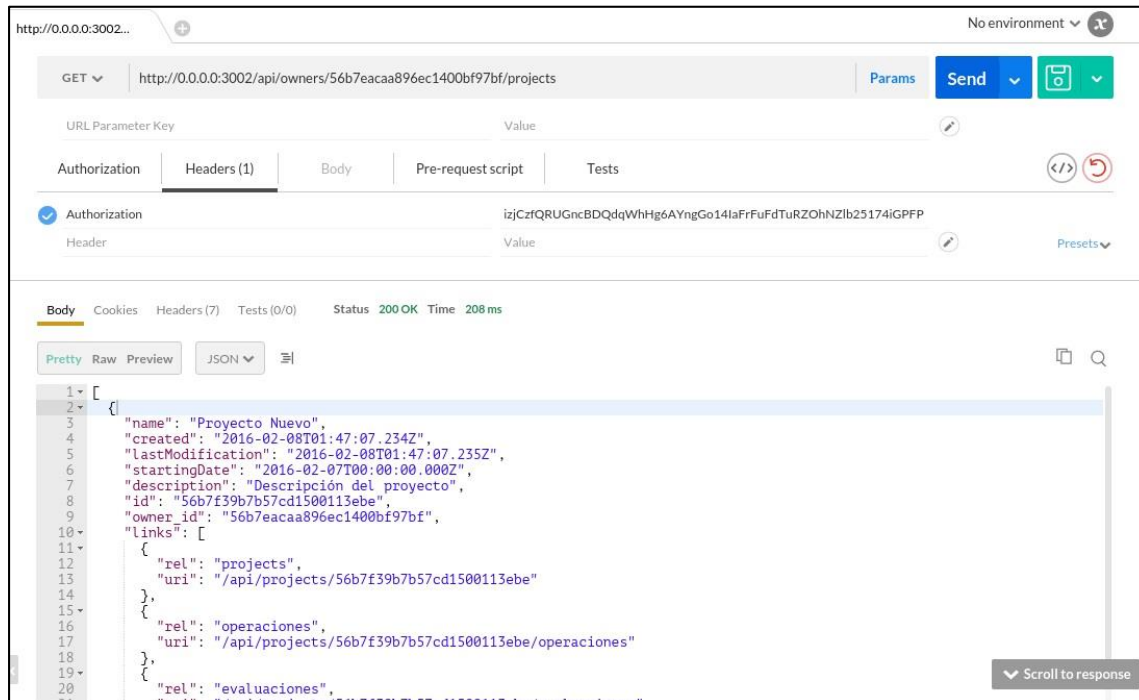 http://0.0.0.0:3002...
No environment
GET http://0.0.0.0:3002/api/owners/56b7eacaa896ec1400bf97bf/projects Params Send
URL Parameter Key Value
Authorization Headers (1) Body Pre-request script Tests
Authorization izjCzfQRUGncBDQdqWhHg6AYngGo14IaFrFuFdTuRZOhNZlb25174iGPFP
Header Value Presets
Body Cookies Headers (7) Tests (0/0) Status 200 OK Time 208 ms
Pretty Raw Preview JSON
1 [
2 {
3 "name": "Proyecto Nuevo",
4 "created": "2016-02-08T01:47:07.234Z",
5 "lastModification": "2016-02-08T01:47:07.235Z",
6 "startingDate": "2016-02-07T00:00:00.000Z",
7 "description": "Descripción del proyecto",
8 "id": "56b7f39b7b57cd1500113ebe",
9 "owner_id": "56b7eacaa896ec1400bf97bf",
10 "links": [
11 {
12 "rel": "projects",
13 "uri": "/api/projects/56b7f39b7b57cd1500113ebe"
14 },
15 {
16 "rel": "operaciones",
17 "uri": "/api/projects/56b7f39b7b57cd1500113ebe/operaciones"
18 },
19 {
20 "rel": "evaluaciones",
Scroll to response